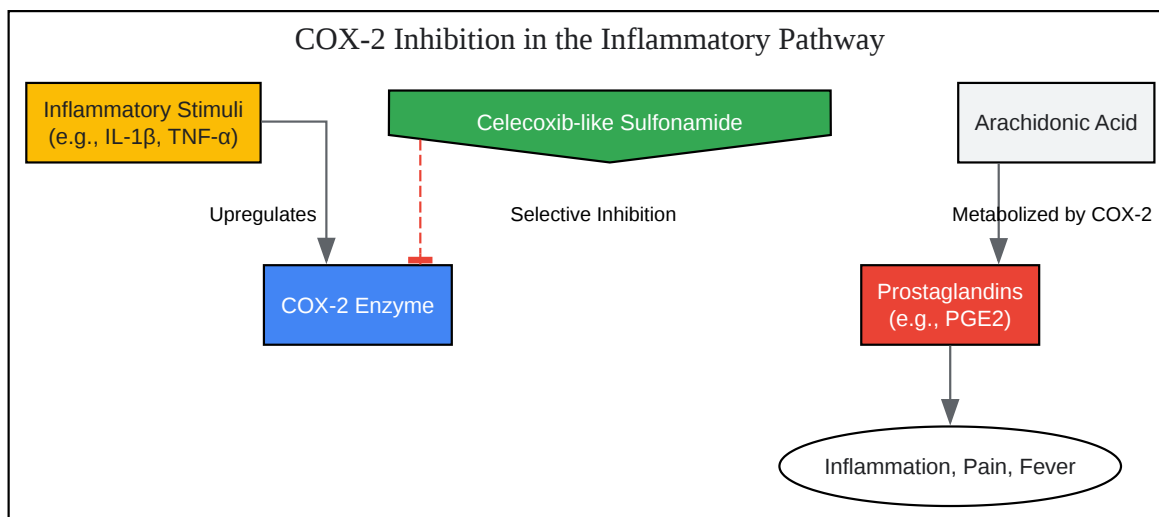 COX-2 Inhibition in the Inflammatory Pathway
Inflammatory Stimuli
(e.g., IL-1β, TNF-α)
Celecoxib-like Sulfonamide
Arachidonic Acid
Upregulates
Selective Inhibition
Metabolized by COX-2
COX-2 Enzyme
Prostaglandins
(e.g., PGE2)
Inflammation, Pain, Fever